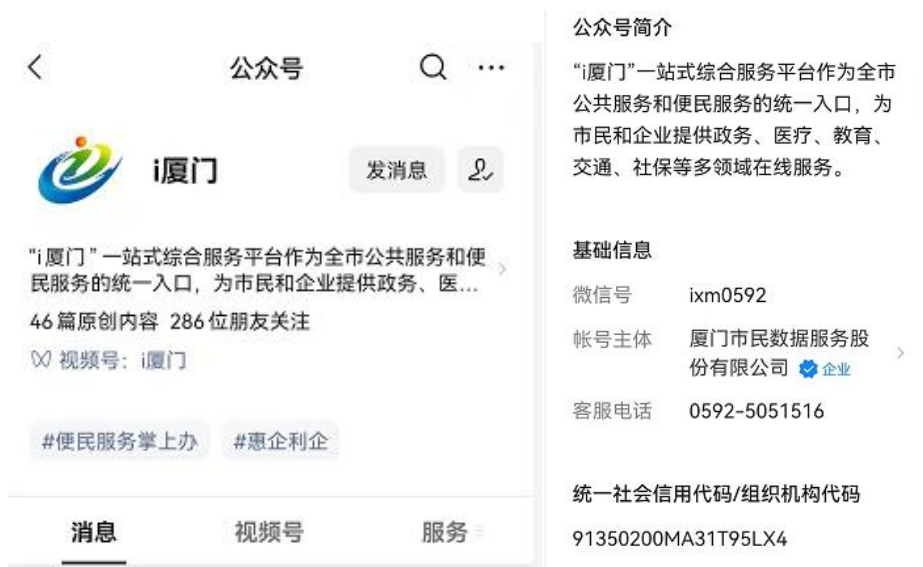 公众号
i厦门
发消息
“i厦门”一站式综合服务平台作为全市公共服务和便
民服务的统一入口，为市民和企业提供政务、医...
46篇原创内容 286位朋友关注
视频号：i厦门
#便民服务掌上办 #惠企利企
消息 视频号 服务
公众号简介
“i厦门”一站式综合服务平台作为全市
公共服务和便民服务的统一入口，为
市民和企业提供政务、医疗、教育、
交通、社保等多领域在线服务。
基础信息
微信号 ixm0592
帐号主体 厦门市民数据服务股
份有限公司 企业
客服电话 0592-5051516
统一社会信用代码/组织机构代码
91350200MA31T95LX4